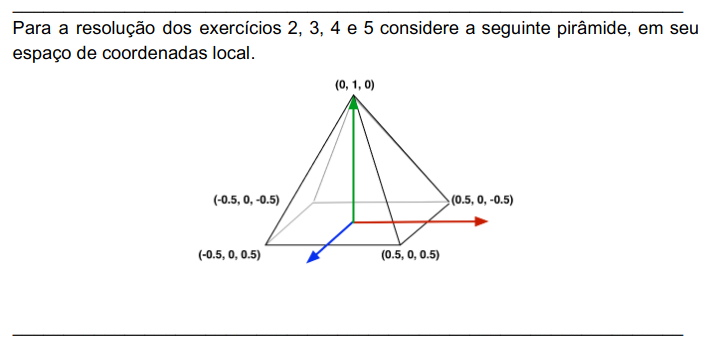 Para a resolução dos exercícios 2, 3, 4 e 5 considere a seguinte pirâmide, em seu
espaço de coordenadas local.
(0, 1, 0)
(-0.5, 0, -0.5)
(0.5, 0, -0.5)
(-0.5, 0, 0.5)
(0.5, 0, 0.5)